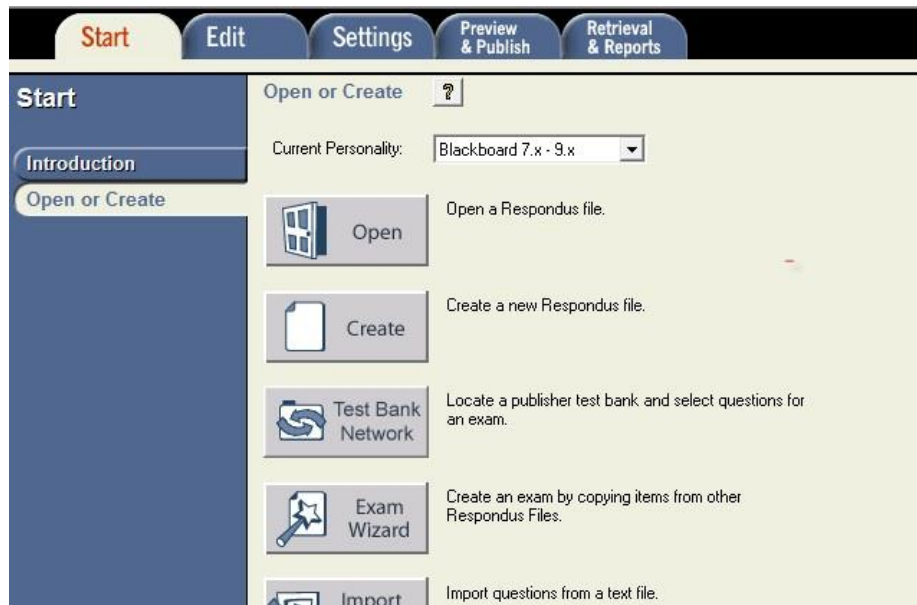 Start
Edit
Settings
Preview
& Publish
Retrieval
& Reports
Start
Introduction
Open or Create
Open or Create
?
Current Personality:
Blackboard 7.x - 9.x
Open
Open a Respondus file.
Create
Create a new Respondus file.
Test Bank
Network
Locate a publisher test bank and select questions for
an exam.
Exam
Wizard
Create an exam by copying items from other
Respondus Files.
Import
Import questions from a text file.